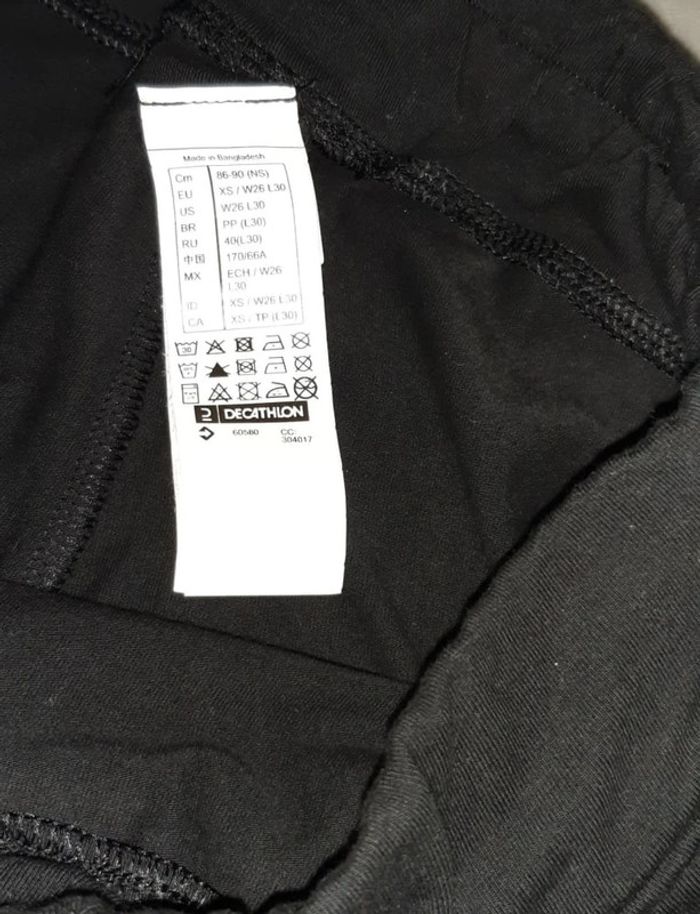 Made in Bangladesh
Cm 86-90 (NS)
EU XS / W26 L30
US W26 L30
BR PP (L30)
RU 40(L30)
中国 170/66A
MX ECH / W26
L30
ID XS / W26 L30
CA XS - TP (L30)
30
DECATHLON
60580 CC:
304017